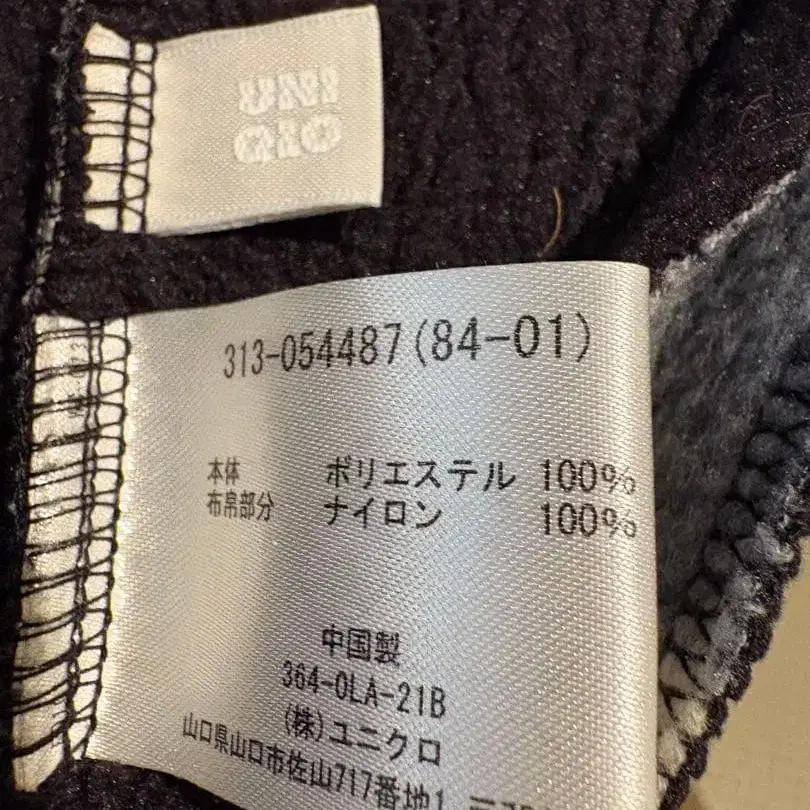 UNI
QLO
313-054487(84-01)
本体 ポリエステル 100%
布帛部分 ナイロン 100%
中国製
364-0LA-21B
(株)ユニクロ
山口県山口市佐山717番地1